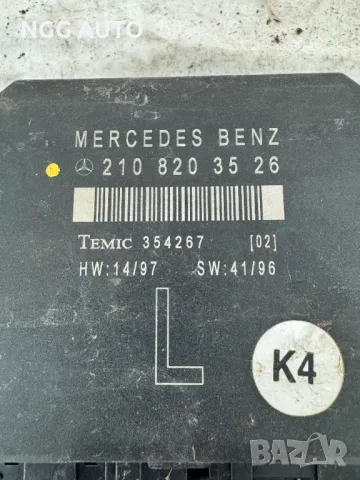 NGG AUTO
MERCEDES BENZ
210 820 35 26
TEMIC 354267 [02]
HW:14/97 SW:41/96
L
K4
BAZAR